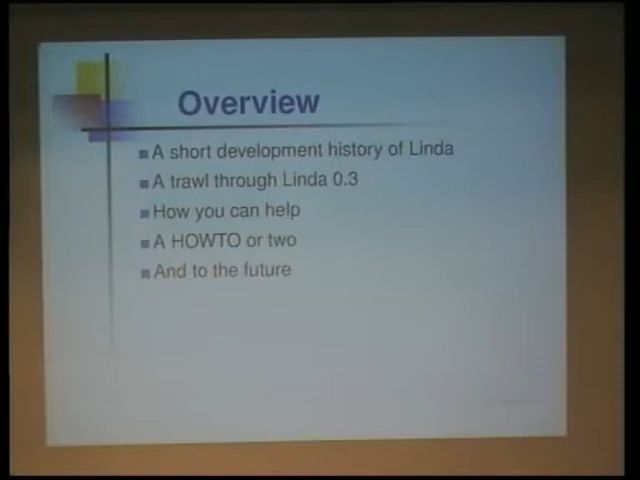 Overview
A short development history of Linda
A trawl through Linda 0.3
How you can help
A HOWTO or two
And to the future